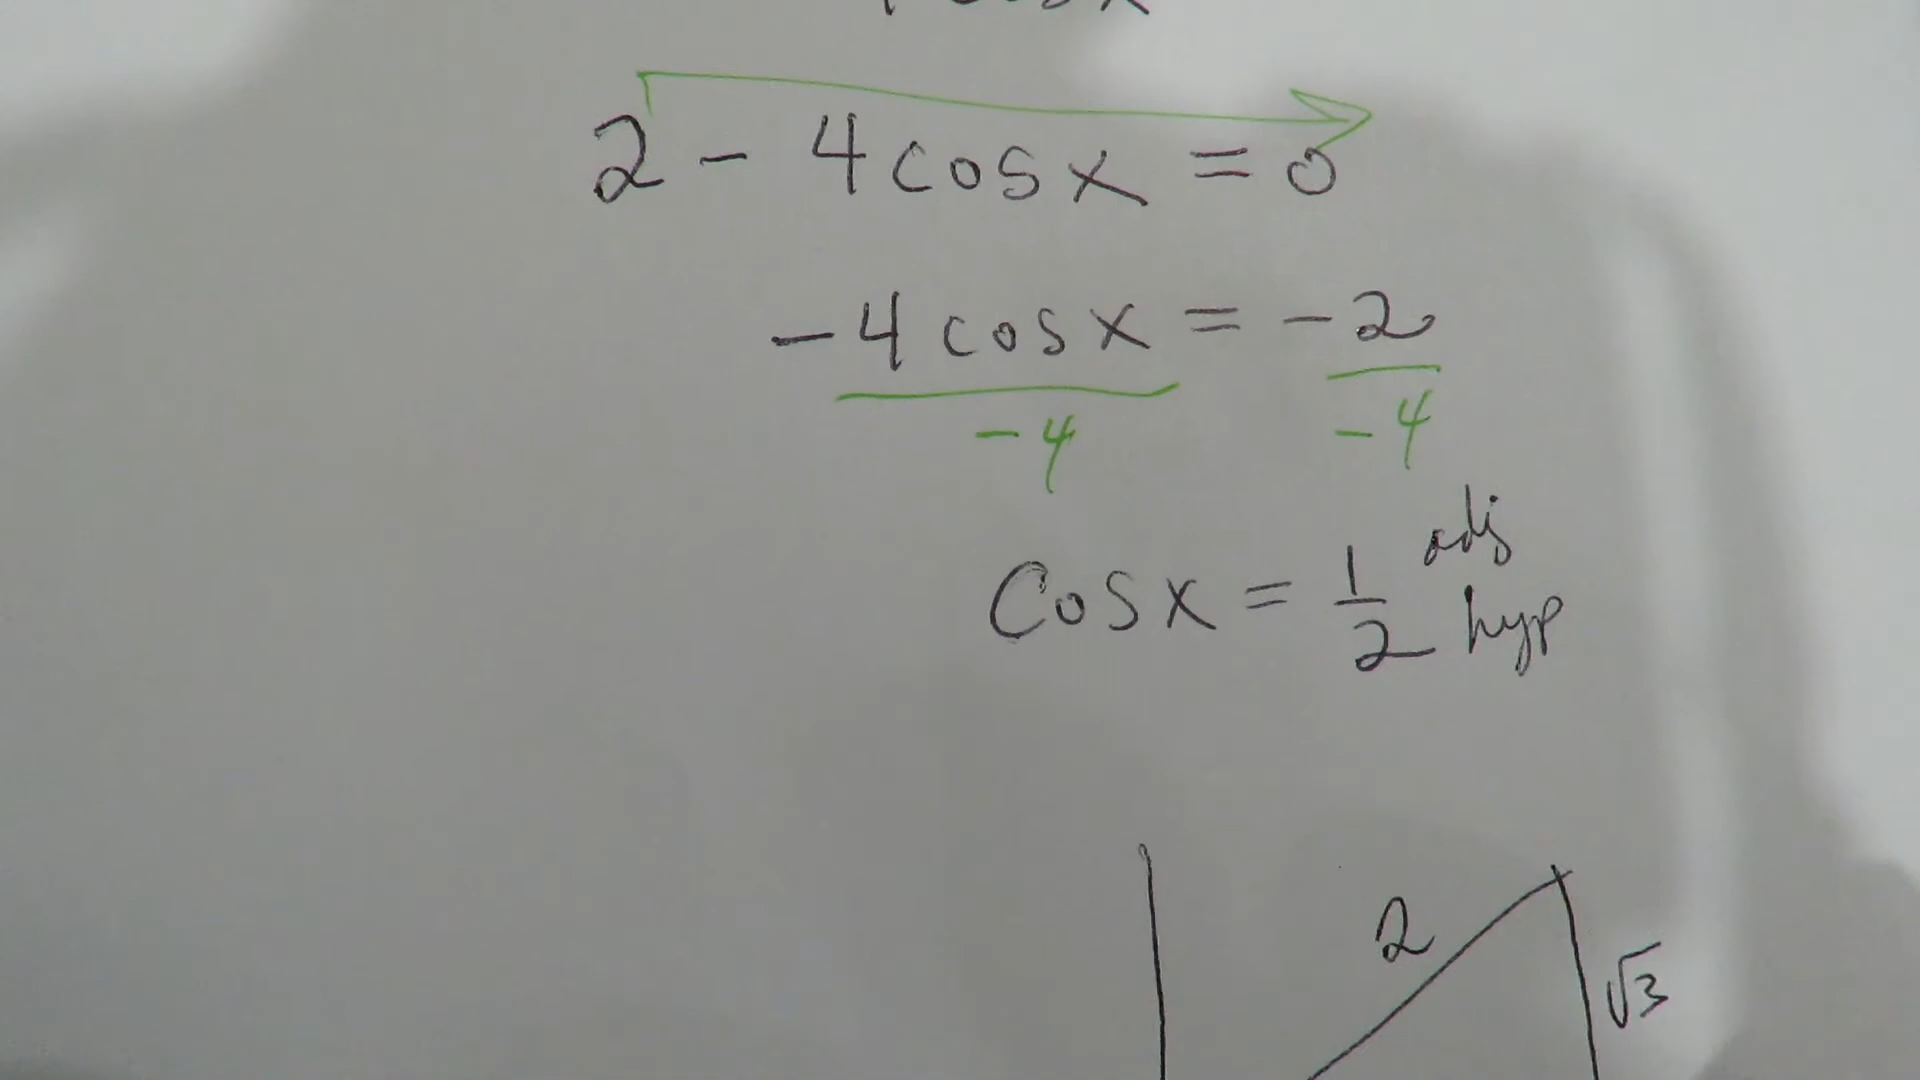 2 - 4cosx = 0
-4cosx = -2
-4 -4
Cosx = 1/2 adj hyp
2
√3